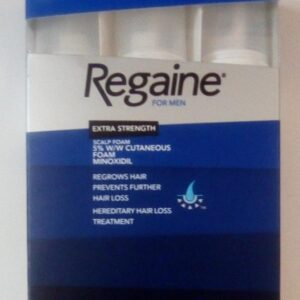 Regaine®
FOR MEN
EXTRA STRENGTH
SCALP FOAM
5% W/W CUTANEOUS
FOAM
MINOXIDIL
REGROWS HAIR
PREVENTS FURTHER
HAIR LOSS
HEREDITARY HAIR LOSS
TREATMENT